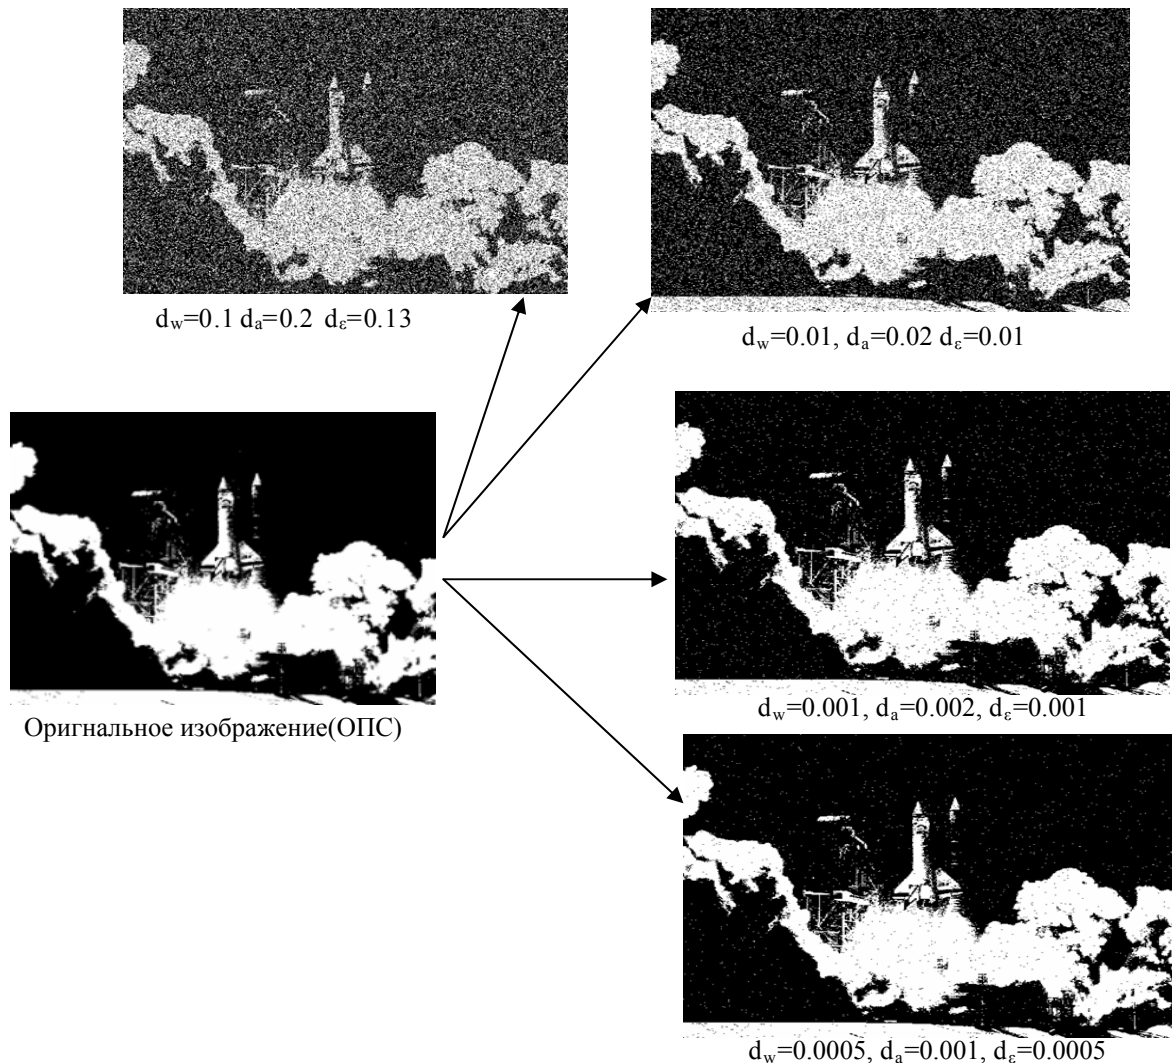 d_w=0.1 d_a=0.2 d_ε=0.13
d_w=0.01, d_a=0.02 d_ε=0.01
d_w=0.001, d_a=0.002, d_ε=0.001
Оригнальное изображение(ОПС)
d_w=0.0005, d_a=0.001, d_ε=0.0005